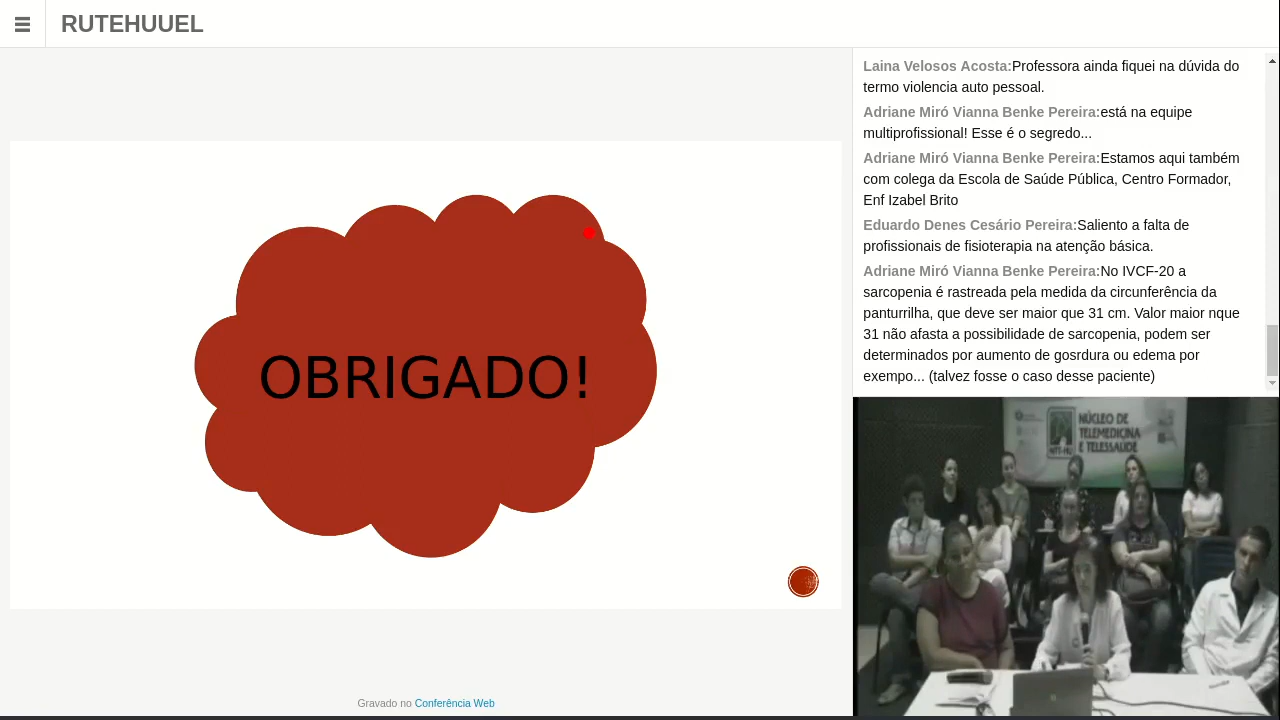 RUTEHUUEL
OBRIGADO!
Gravado no Conferência Web
Laina Velosos Acosta:Professora ainda fiquei na dúvida do
termo violencia auto pessoal.
Adriane Miró Vianna Benke Pereira:está na equipe
multiprofissional! Esse é o segredo...
Adriane Miró Vianna Benke Pereira:Estamos aqui também
com colega da Escola de Saúde Pública, Centro Formador,
Enf Izabel Brito
Eduardo Denes Cesário Pereira:Saliento a falta de
profissionais de fisioterapia na atenção básica.
Adriane Miró Vianna Benke Pereira:No IVCF-20 a
sarcopenia é rastreada pela medida da circunferência da
panturrilha, que deve ser maior que 31 cm. Valor maior nque
31 não afasta a possibilidade de sarcopenia, podem ser
determinados por aumento de gosrdura ou edema por
exempo... (talvez fosse o caso desse paciente)
NÚCLEO DE
TELEMEDICINA
E TELESSAÚDE